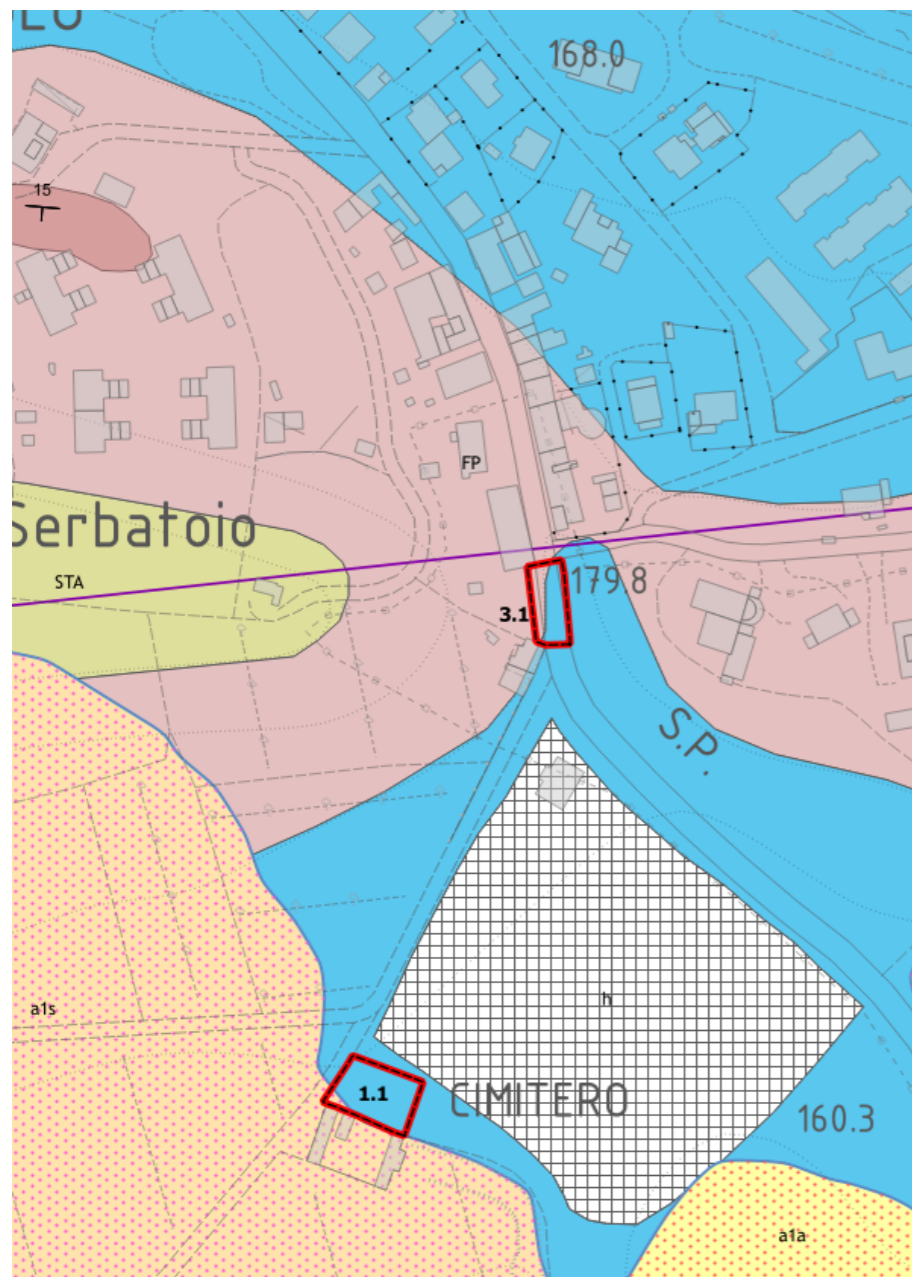 168.0
15
FP
Serbatoio
STA
179.8
3.1
S.P.
h
a1s
1.1
CIMITERO
160.3
a1a